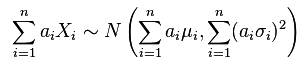 \sum_{i=1}^{n} a_i X_i \sim N \left( \sum_{i=1}^{n} a_i \mu_i, \sum_{i=1}^{n} (a_i \sigma_i)^2 \right)